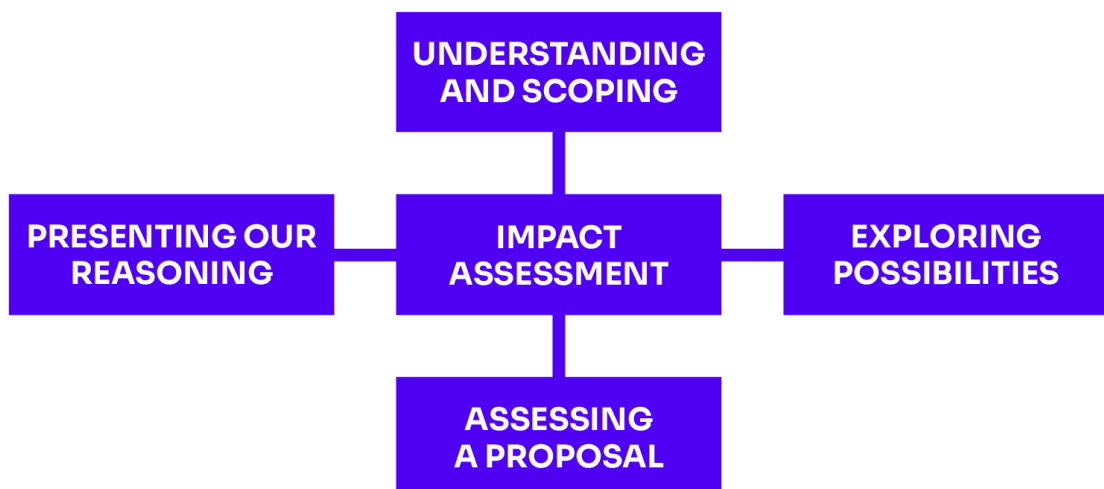 UNDERSTANDING
AND SCOPING
PRESENTING OUR
REASONING
IMPACT
ASSESSMENT
EXPLORING
POSSIBILITIES
ASSESSING
A PROPOSAL